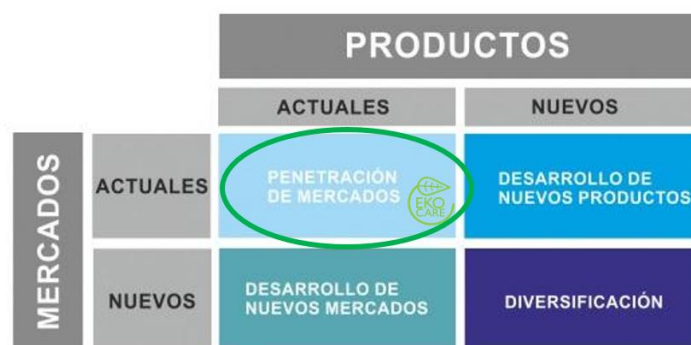 PRODUCTOS
ACTUALES
NUEVOS
MERCADOS
ACTUALES
PENETRACIÓN
DE MERCADOS
EKO
CARE
DESARROLLO DE
NUEVOS PRODUCTOS
NUEVOS
DESARROLLO DE
NUEVOS MERCADOS
DIVERSIFICACIÓN